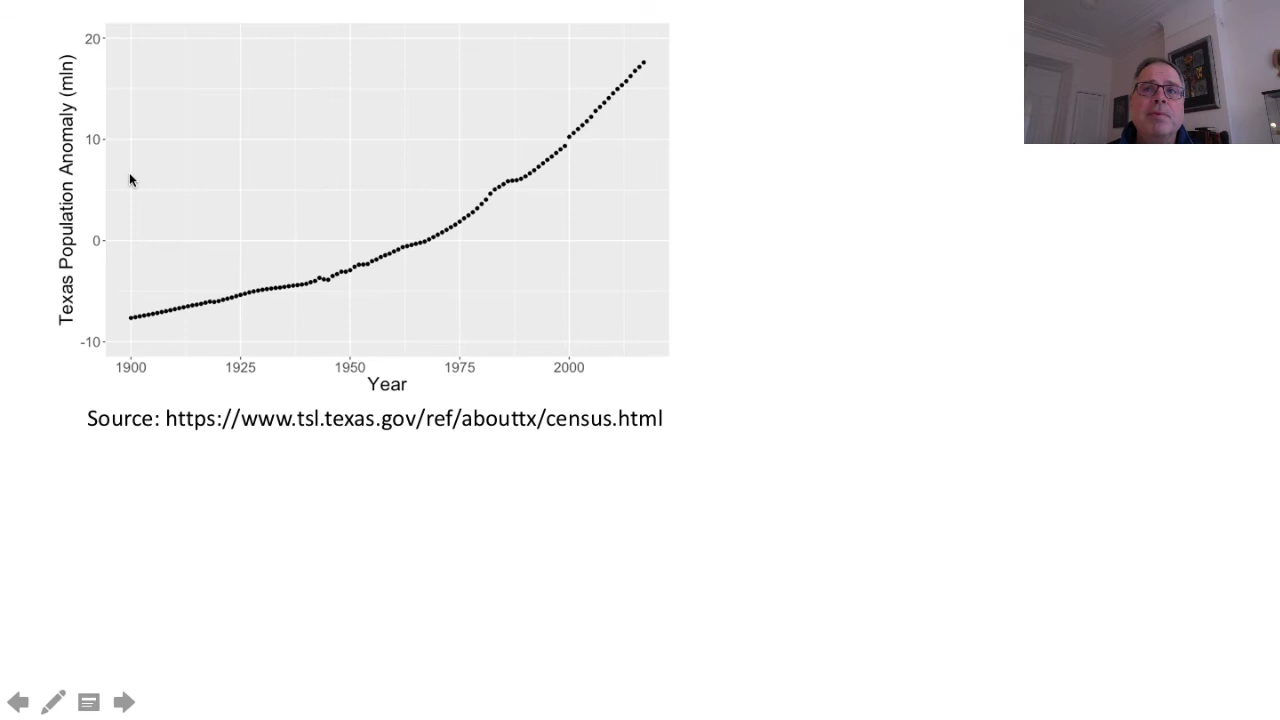 Texas Population Anomaly (mln)
20
10
0
-10
1900 1925 1950 1975 2000
Year
Source: https://www.tsl.texas.gov/ref/abouttx/census.html